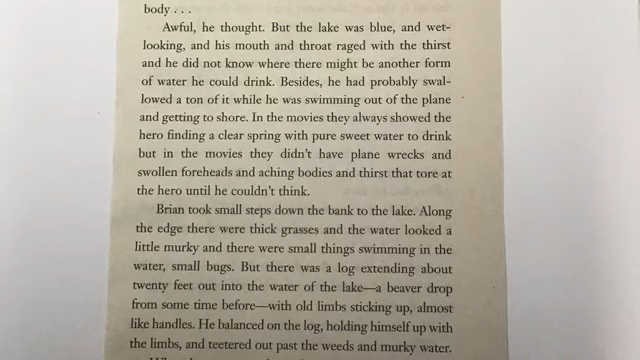 body . . .
Awful, he thought. But the lake was blue, and wet-
looking, and his mouth and throat raged with the thirst
and he did not know where there might be another form
of water he could drink. Besides, he had probably swal-
lowed a ton of it while he was swimming out of the plane
and getting to shore. In the movies they always showed the
hero finding a clear spring with pure sweet water to drink
but in the movies they didn't have plane wrecks and
swollen foreheads and aching bodies and thirst that tore at
the hero until he couldn't think.
Brian took small steps down the bank to the lake. Along
the edge there were thick grasses and the water looked a
little murky and there were small things swimming in the
water, small bugs. But there was a log extending about
twenty feet out into the water of the lake—a beaver drop
from some time before—with old limbs sticking up, almost
like handles. He balanced on the log, holding himself up with
the limbs, and teetered out past the weeds and murky water.